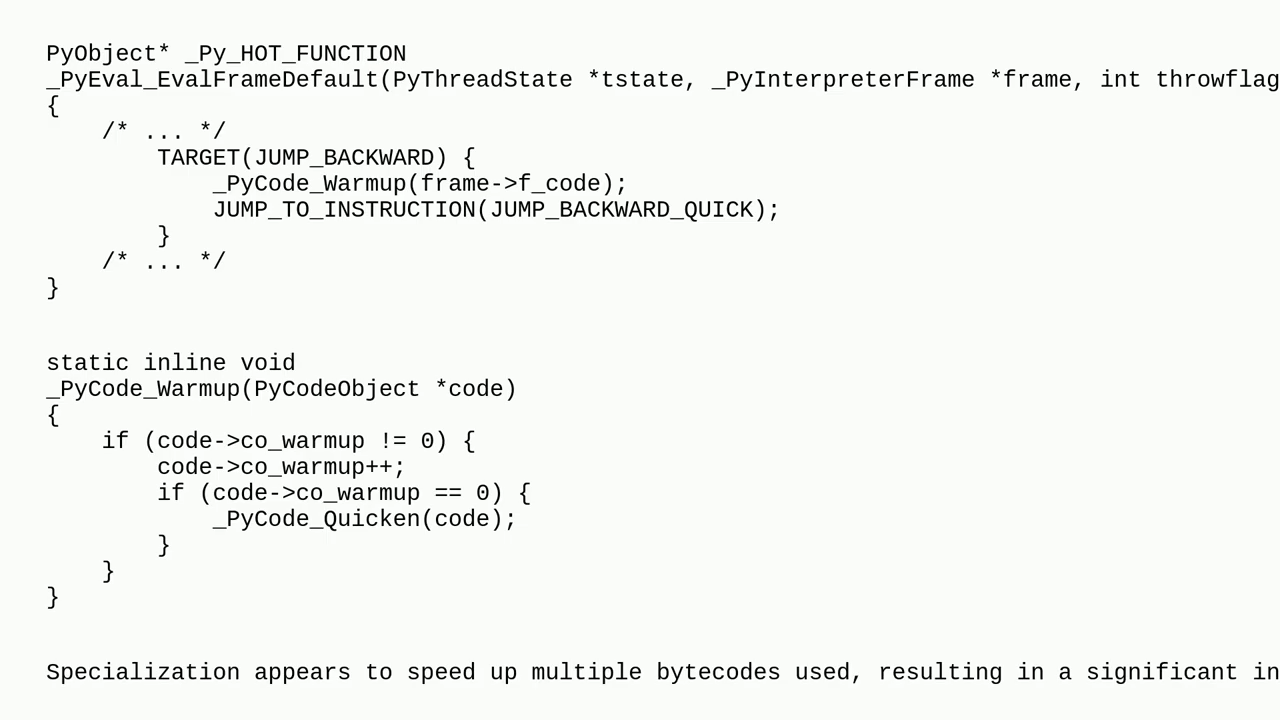 PyObject* _Py_HOT_FUNCTION
_PyEval_EvalFrameDefault(PyThreadState *tstate, _PyInterpreterFrame *frame, int throwflag
{
    /* ... */
        TARGET(JUMP_BACKWARD) {
            _PyCode_Warmup(frame->f_code);
            JUMP_TO_INSTRUCTION(JUMP_BACKWARD_QUICK);
        }
    /* ... */
}
static inline void
_PyCode_Warmup(PyCodeObject *code)
{
    if (code->co_warmup != 0) {
        code->co_warmup++;
        if (code->co_warmup == 0) {
            _PyCode_Quicken(code);
        }
    }
}
Specialization appears to speed up multiple bytecodes used, resulting in a significant in